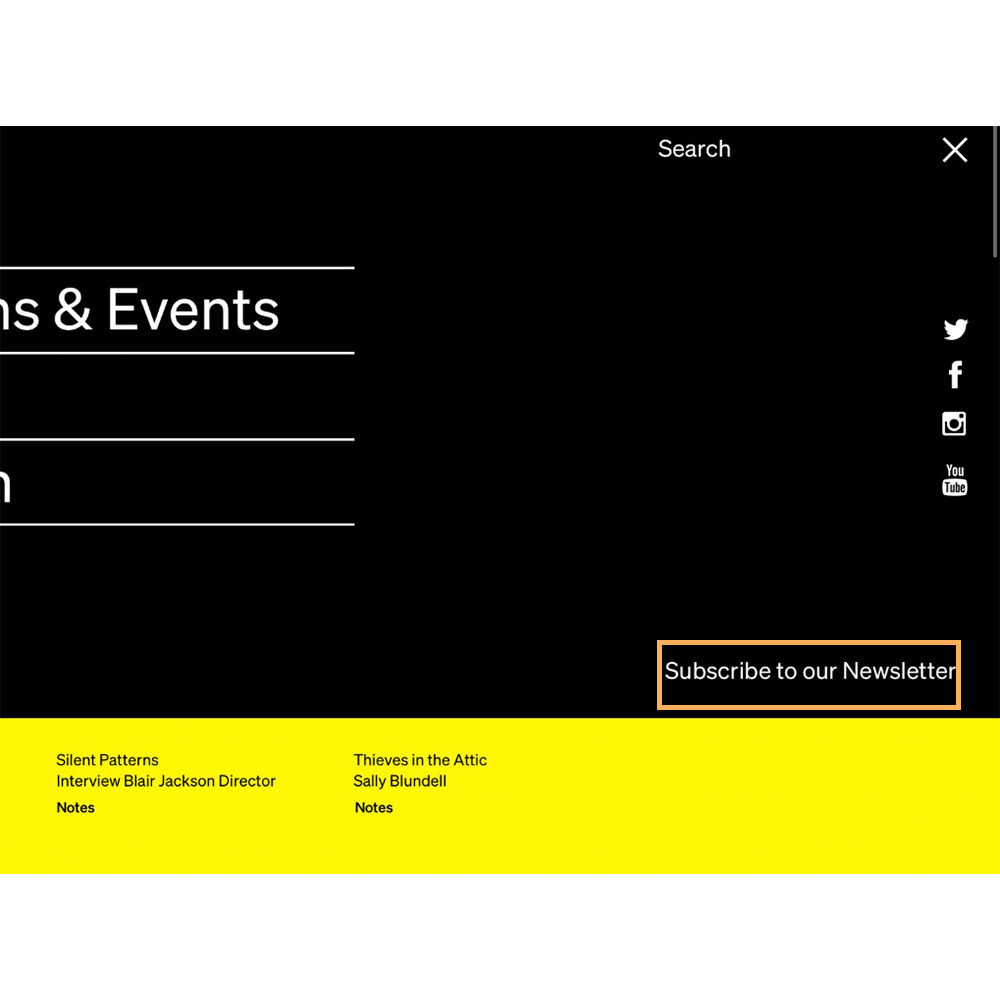 Search
& Events
You
Tube
Subscribe to our Newsletter
Silent Patterns
Interview Blair Jackson Director
Notes
Thieves in the Attic
Sally Blundell
Notes